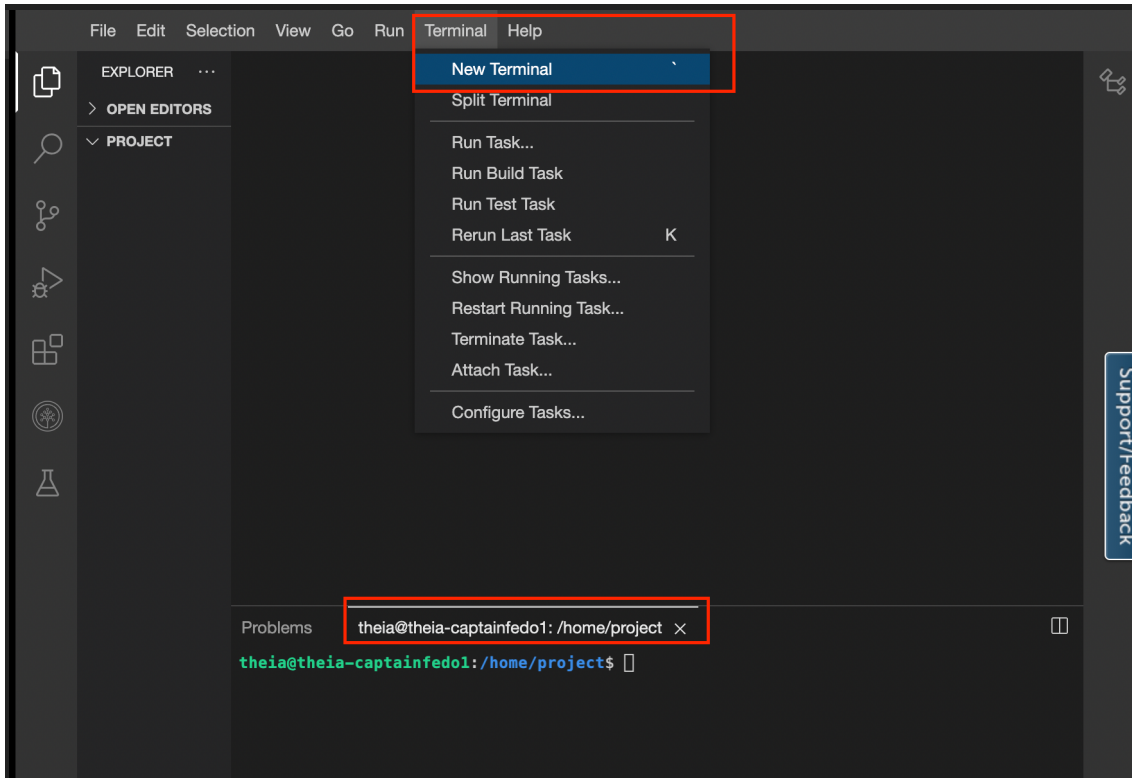 File Edit Selection View Go Run Terminal Help
EXPLORER ...
OPEN EDITORS
PROJECT
New Terminal `
Split Terminal
Run Task...
Run Build Task
Run Test Task
Rerun Last Task K
Show Running Tasks...
Restart Running Task...
Terminate Task...
Attach Task...
Configure Tasks...
Support/Feedback
Problems theia@theia-captainfedo1: /home/project ×
theia@theia-captainfedo1:/home/project$